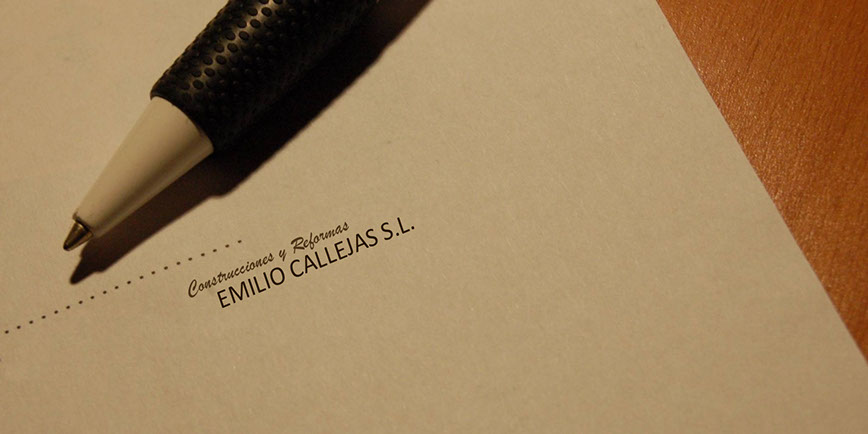 Construcciones y Reformas
EMILIO CALLEJAS S.L.